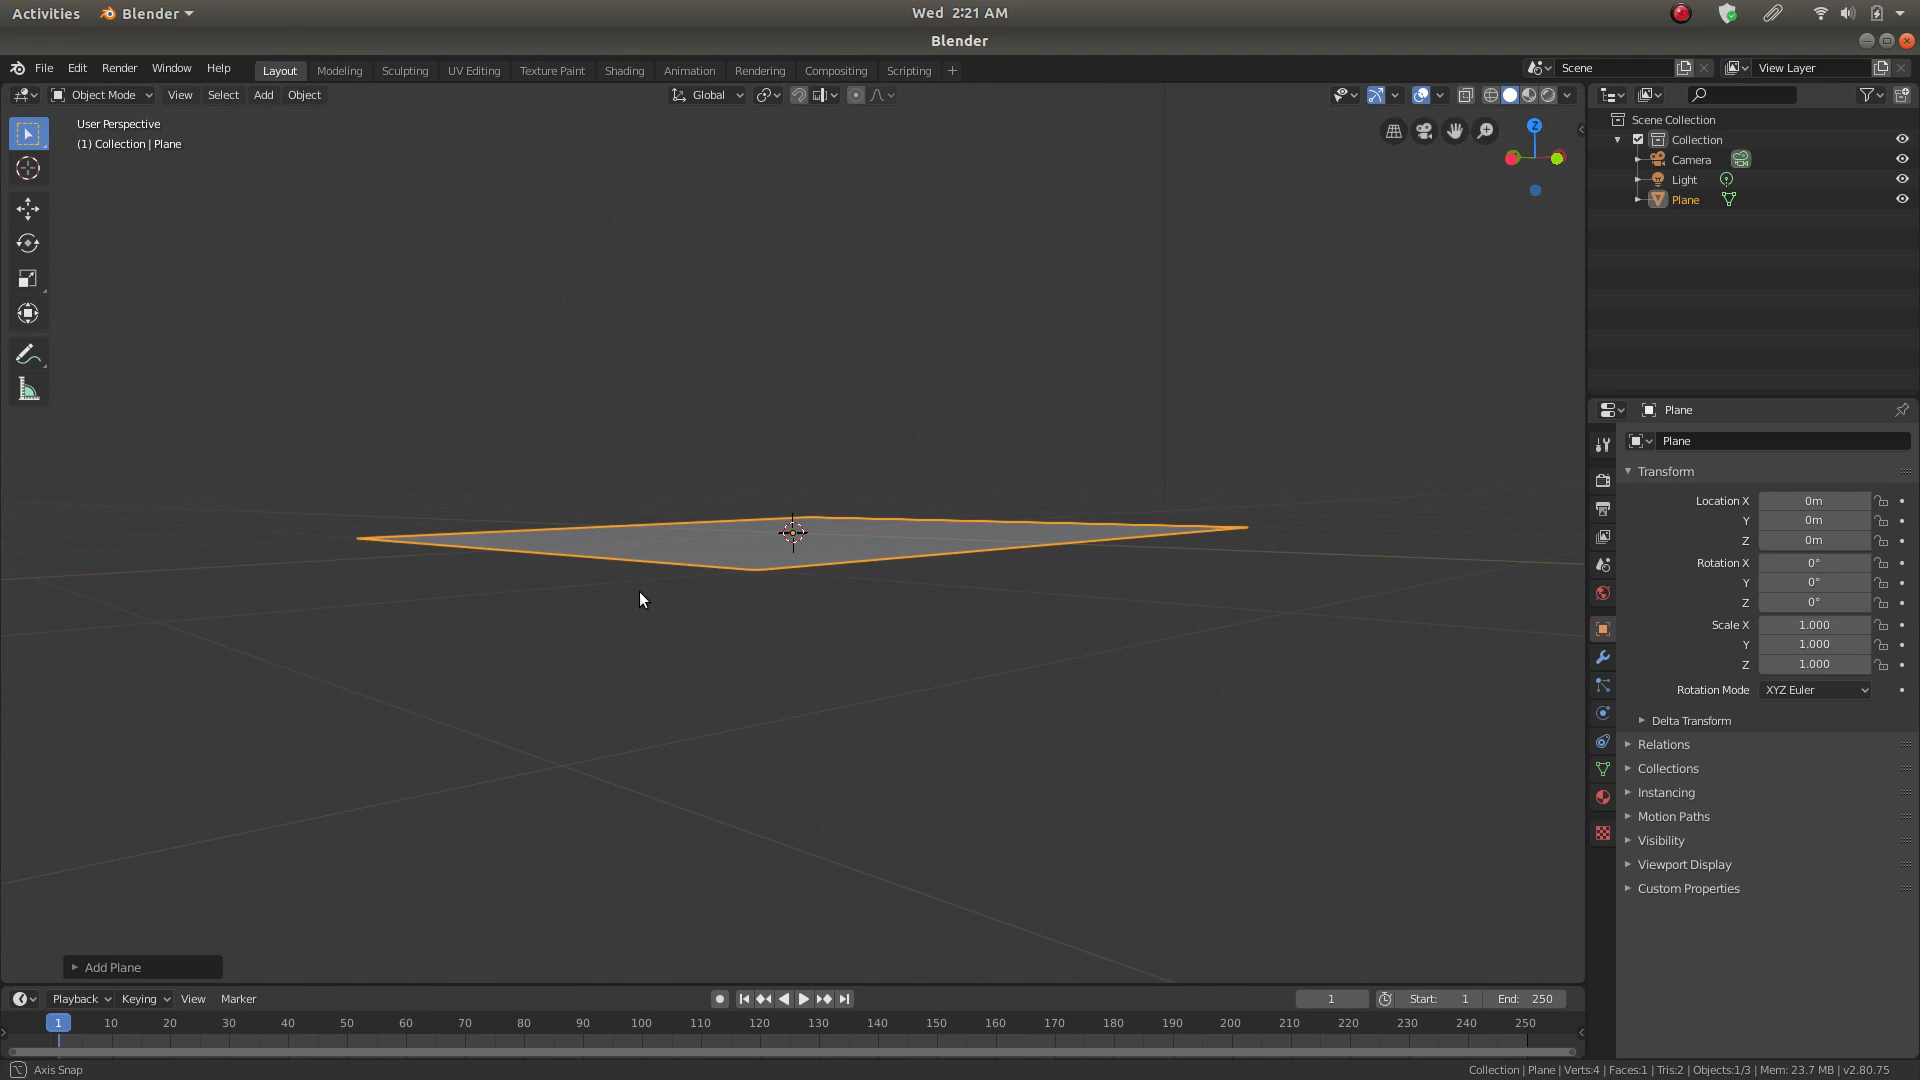 Activities Blender Wed 2:21 AM
Blender
File Edit Render Window Help Layout Modeling Sculpting UV Editing Texture Paint Shading Animation Rendering Compositing Scripting + Scene View Layer
Object Mode View Select Add Object Global
User Perspective
(1) Collection | Plane
Z
Scene Collection
Collection
Camera
Light
Plane
Plane
Plane
Transform
Location X 0m
Y 0m
Z 0m
Rotation X 0°
Y 0°
Z 0°
Scale X 1.000
Y 1.000
Z 1.000
Rotation Mode XYZ Euler
Delta Transform
Relations
Collections
Instancing
Motion Paths
Visibility
Viewport Display
Custom Properties
Add Plane
Playback Keying View Marker 1 Start: 1 End: 250
1 10 20 30 40 50 60 70 80 90 100 110 120 130 140 150 160 170 180 190 200 210 220 230 240 250
Axis Snap Collection | Plane | Verts:4 | Faces:1 | Tris:2 | Objects:1/3 | Mem: 23.7 MB | v2.80.75